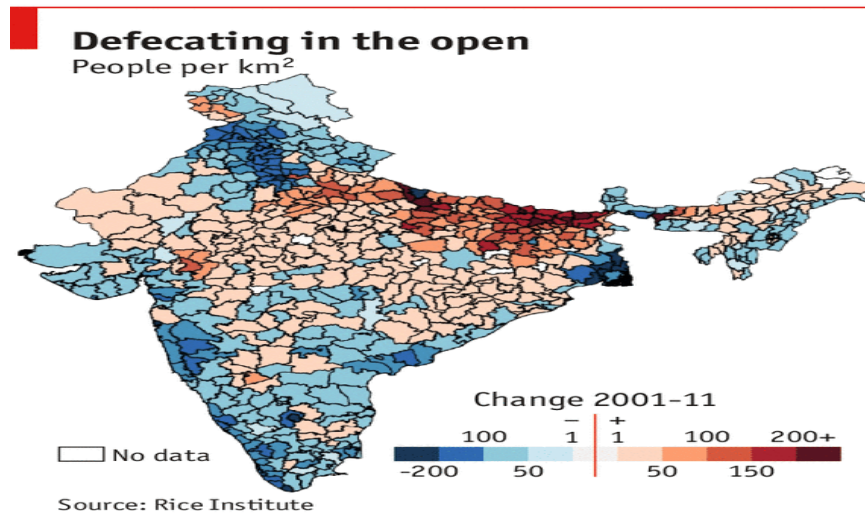 Defecating in the open
People per km²
Change 2001-11
– +
100 1 1 100 200+
-200 50 50 150
No data
Source: Rice Institute